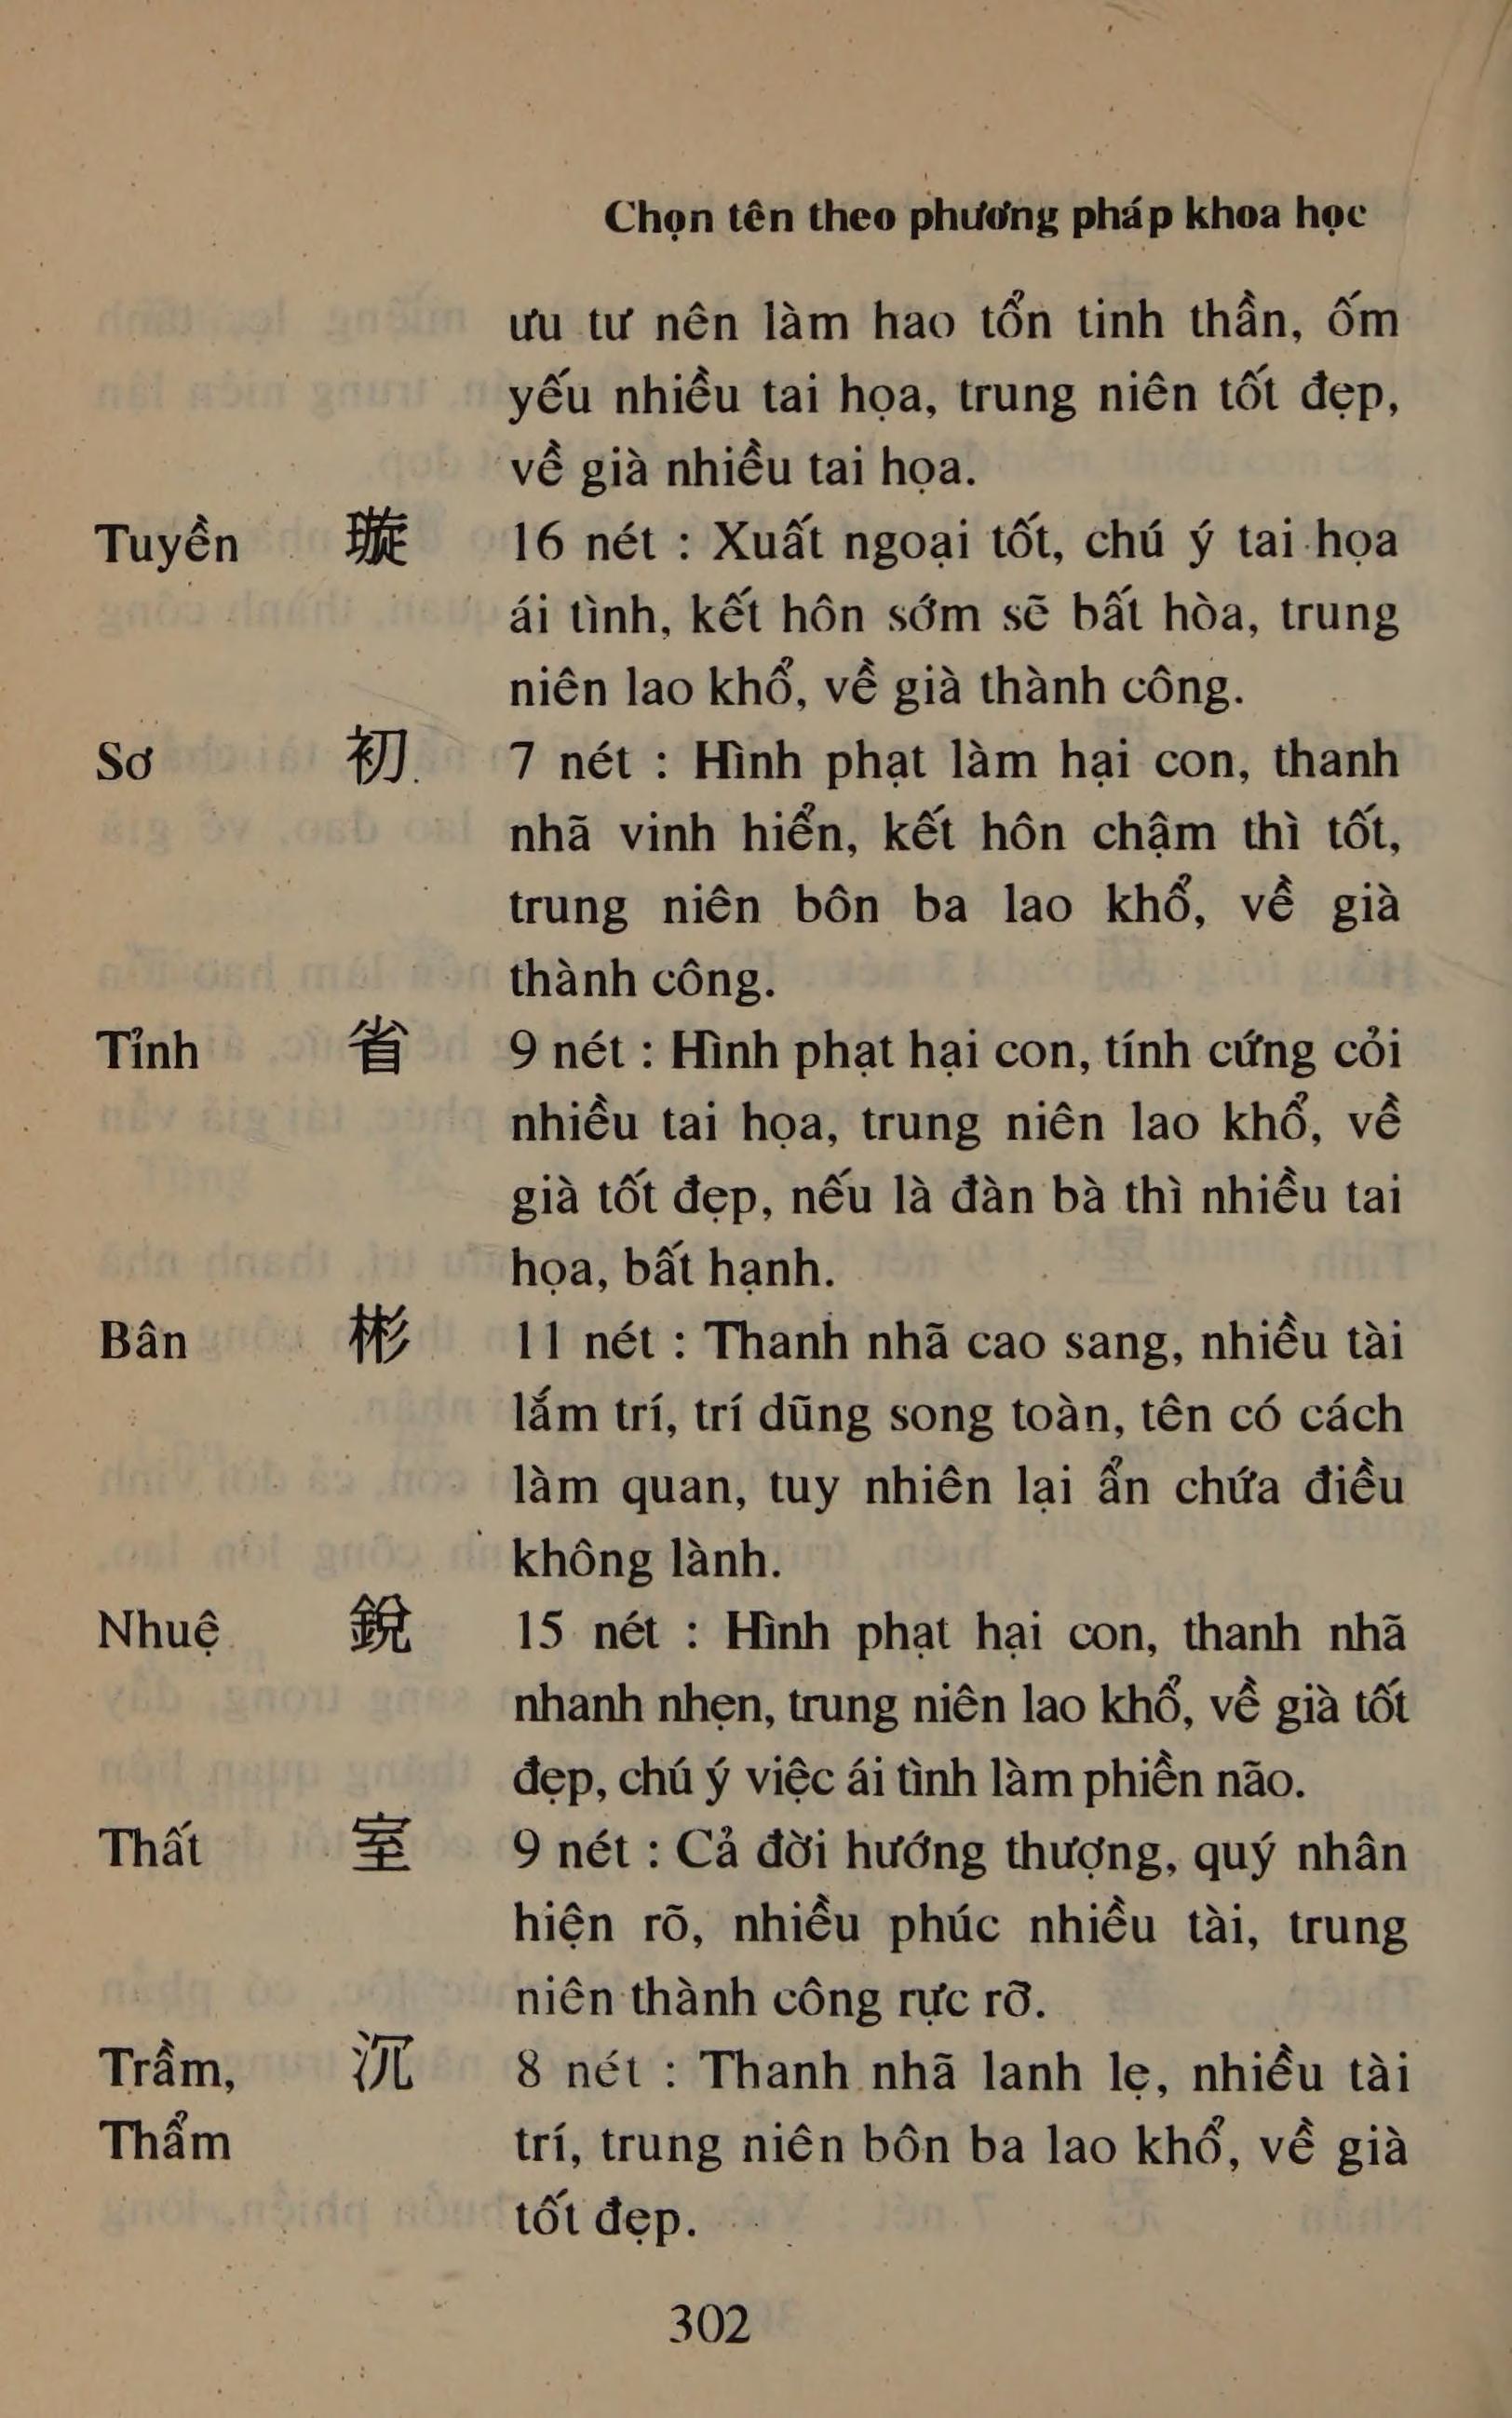 Chọn tên theo phương pháp khoa học
ưu tư nên làm hao tổn tinh thần, ốm
yếu nhiều tai họa, trung niên tốt đẹp,
về già nhiều tai họa.
Tuyền 璇 16 nét : Xuất ngoại tốt, chú ý tai họa
ái tình, kết hôn sớm sẽ bất hòa, trung
niên lao khổ, về già thành công.
Sơ 初 7 nét : Hình phạt làm hại con, thanh
nhã vinh hiển, kết hôn chậm thì tốt,
trung niên bôn ba lao khổ, về già
thành công.
Tỉnh 省 9 nét : Hình phạt hại con, tính cứng cỏi
nhiều tai họa, trung niên lao khổ, về
già tốt đẹp, nếu là đàn bà thì nhiều tai
họa, bất hạnh.
Bân 彬 11 nét : Thanh nhã cao sang, nhiều tài
lắm trí, trí dũng song toàn, tên có cách
làm quan, tuy nhiên lại ẩn chứa điều
không lành.
Nhuệ 銳 15 nét : Hình phạt hại con, thanh nhã
nhanh nhẹn, trung niên lao khổ, về già tốt
đẹp, chú ý việc ái tình làm phiền não.
Thất 室 9 nét : Cả đời hướng thượng, quý nhân
hiện rõ, nhiều phúc nhiều tài, trung
niên thành công rực rỡ.
Trầm, 沉 8 nét : Thanh nhã lanh lẹ, nhiều tài
Thẩm trí, trung niên bôn ba lao khổ, về già
tốt đẹp.
302